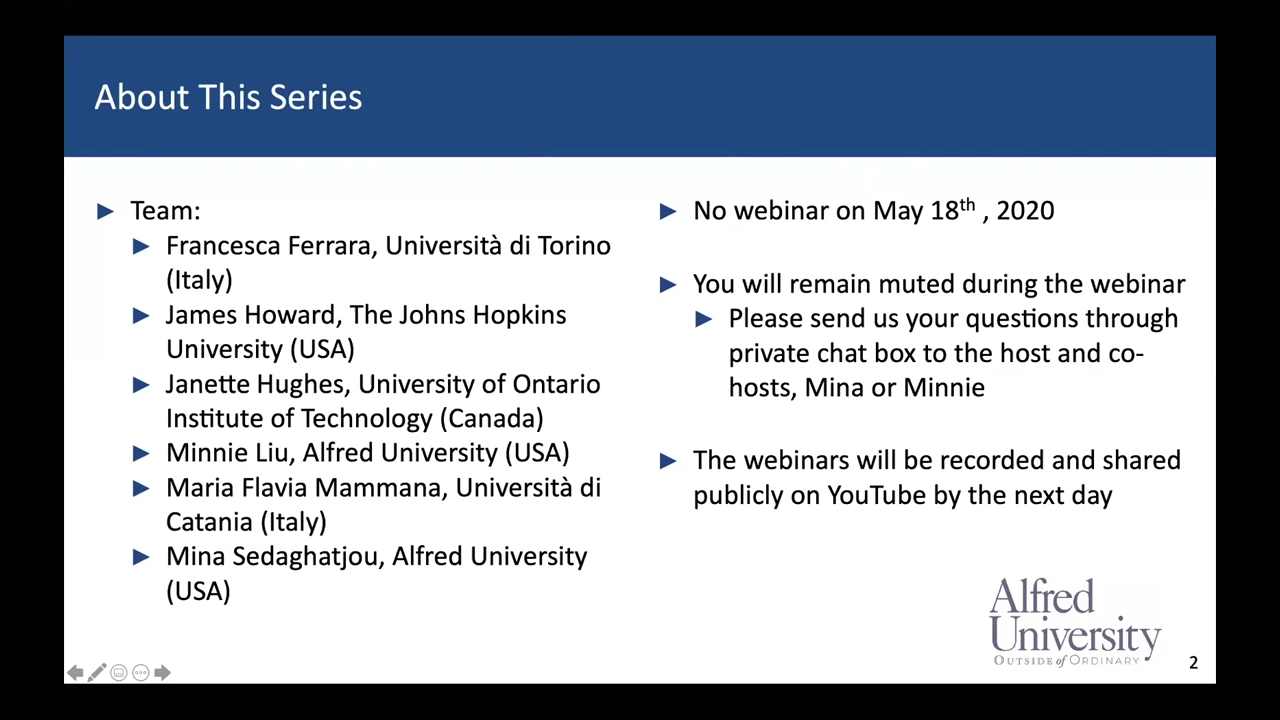 About This Series
Team:
Francesca Ferrara, Università di Torino
(Italy)
James Howard, The Johns Hopkins
University (USA)
Janette Hughes, University of Ontario
Institute of Technology (Canada)
Minnie Liu, Alfred University (USA)
Maria Flavia Mammana, Università di
Catania (Italy)
Mina Sedaghatjou, Alfred University
(USA)
No webinar on May 18th , 2020
You will remain muted during the webinar
Please send us your questions through
private chat box to the host and co-
hosts, Mina or Minnie
The webinars will be recorded and shared
publicly on YouTube by the next day
Alfred
University
OUTSIDE of ORDINARY
2